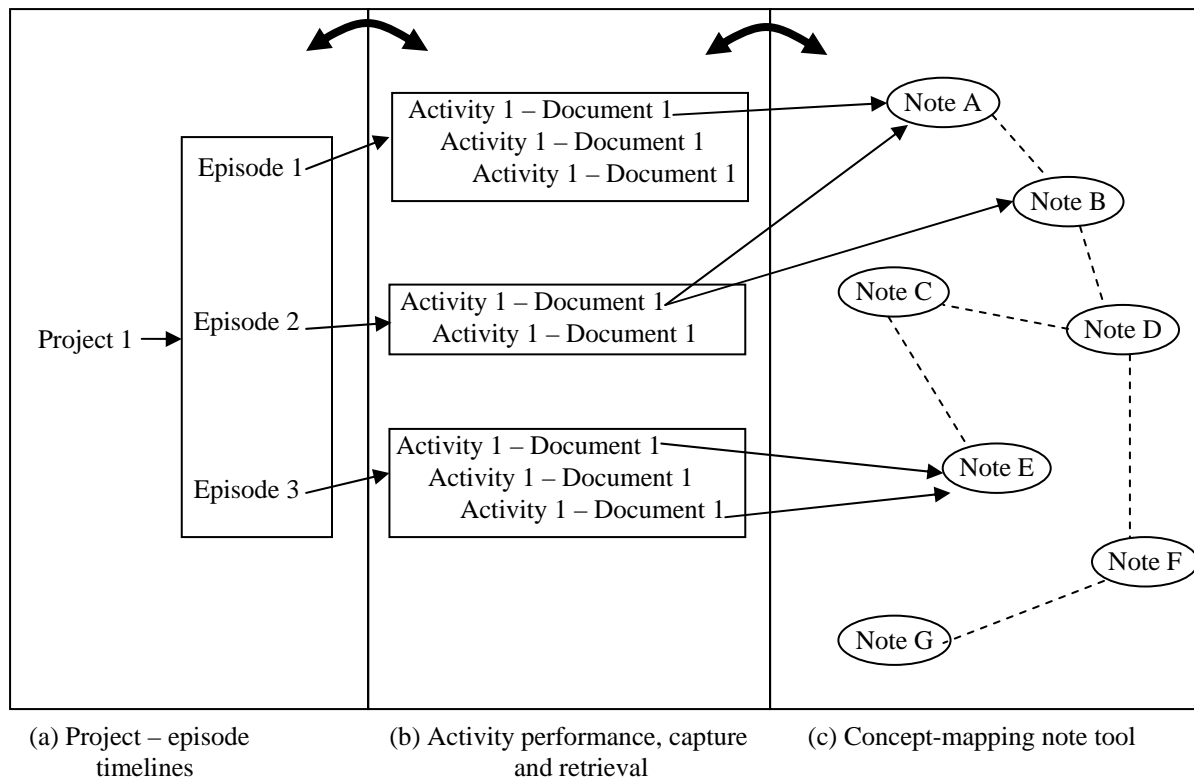 Project 1
Episode 1
Episode 2
Episode 3
Activity 1 – Document 1
Activity 1 – Document 1
Activity 1 – Document 1
Activity 1 – Document 1
Activity 1 – Document 1
Activity 1 – Document 1
Activity 1 – Document 1
Activity 1 – Document 1
Note A
Note B
Note C
Note D
Note E
Note F
Note G
(a) Project – episode
timelines
(b) Activity performance, capture
and retrieval
(c) Concept-mapping note tool